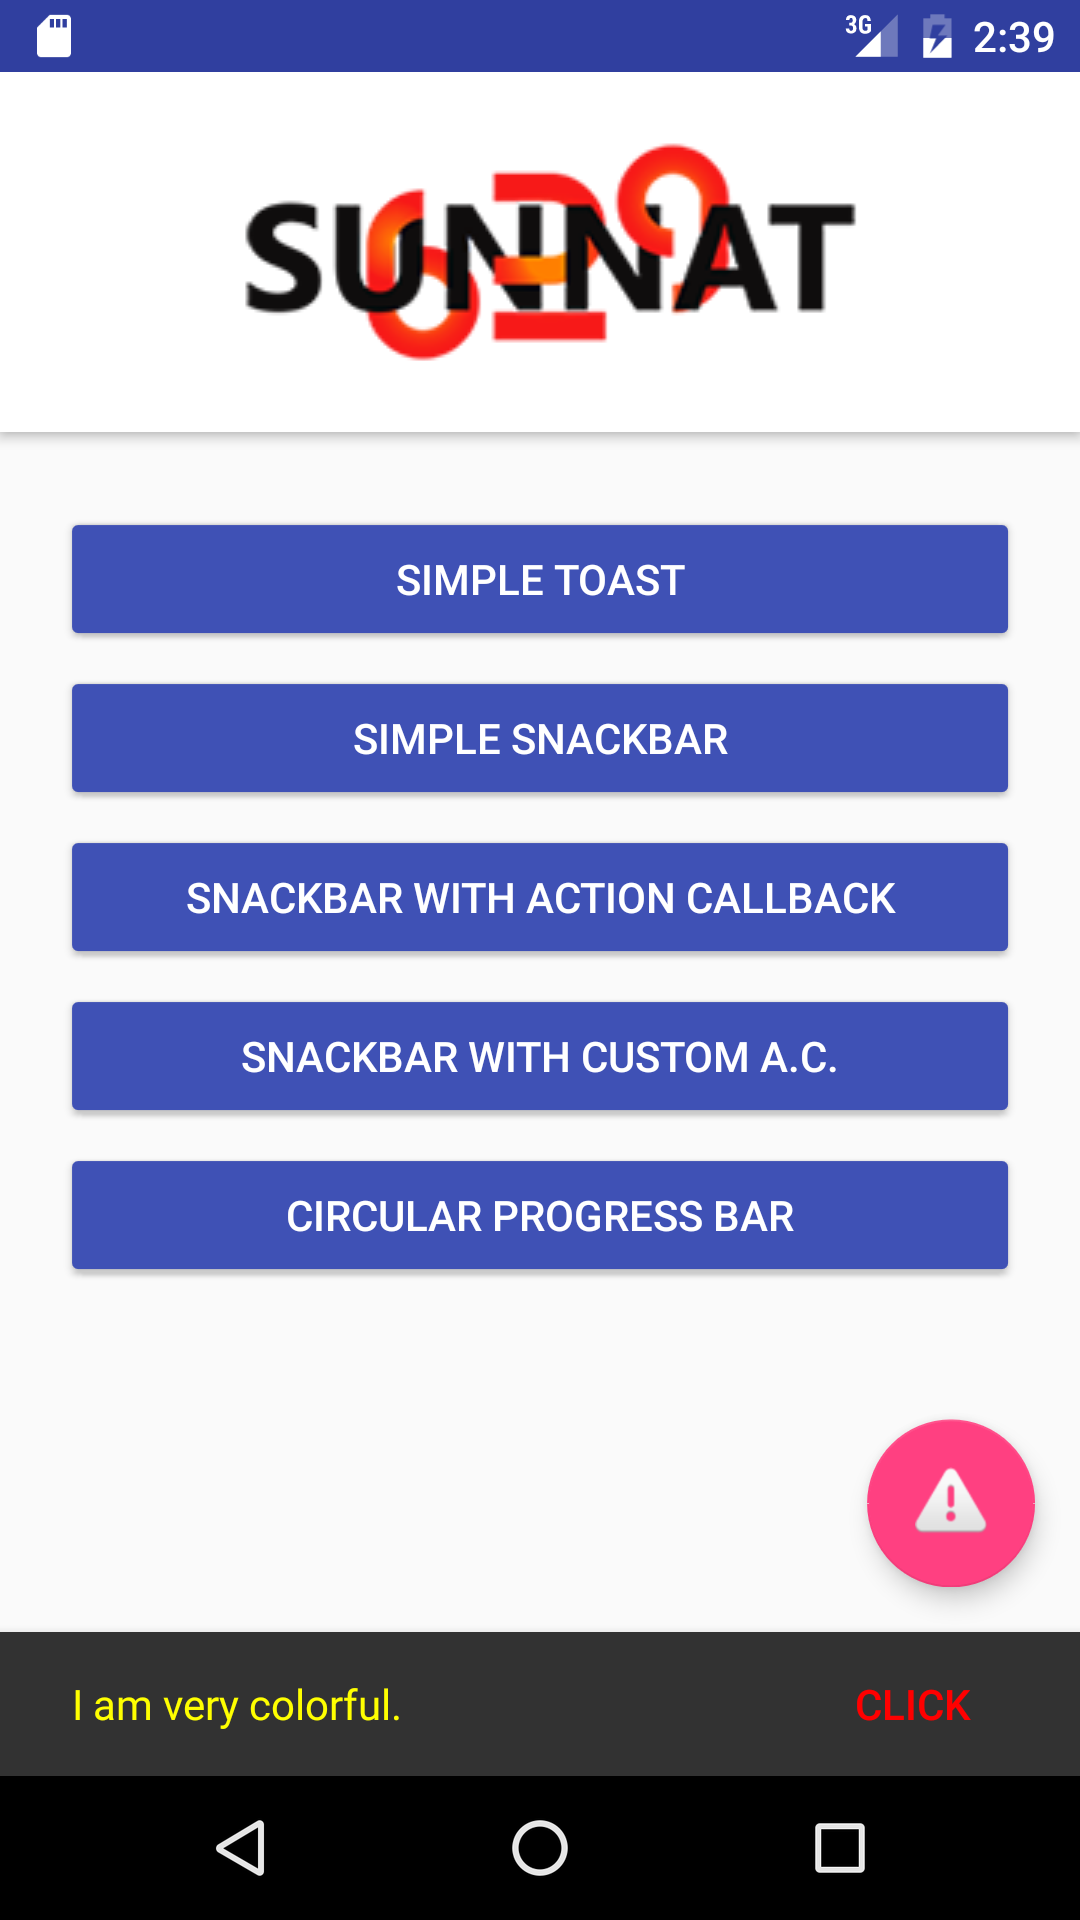 3G 2:39
SUNNAT
SIMPLE TOAST
SIMPLE SNACKBAR
SNACKBAR WITH ACTION CALLBACK
SNACKBAR WITH CUSTOM A.C.
CIRCULAR PROGRESS BAR
I am very colorful. CLICK